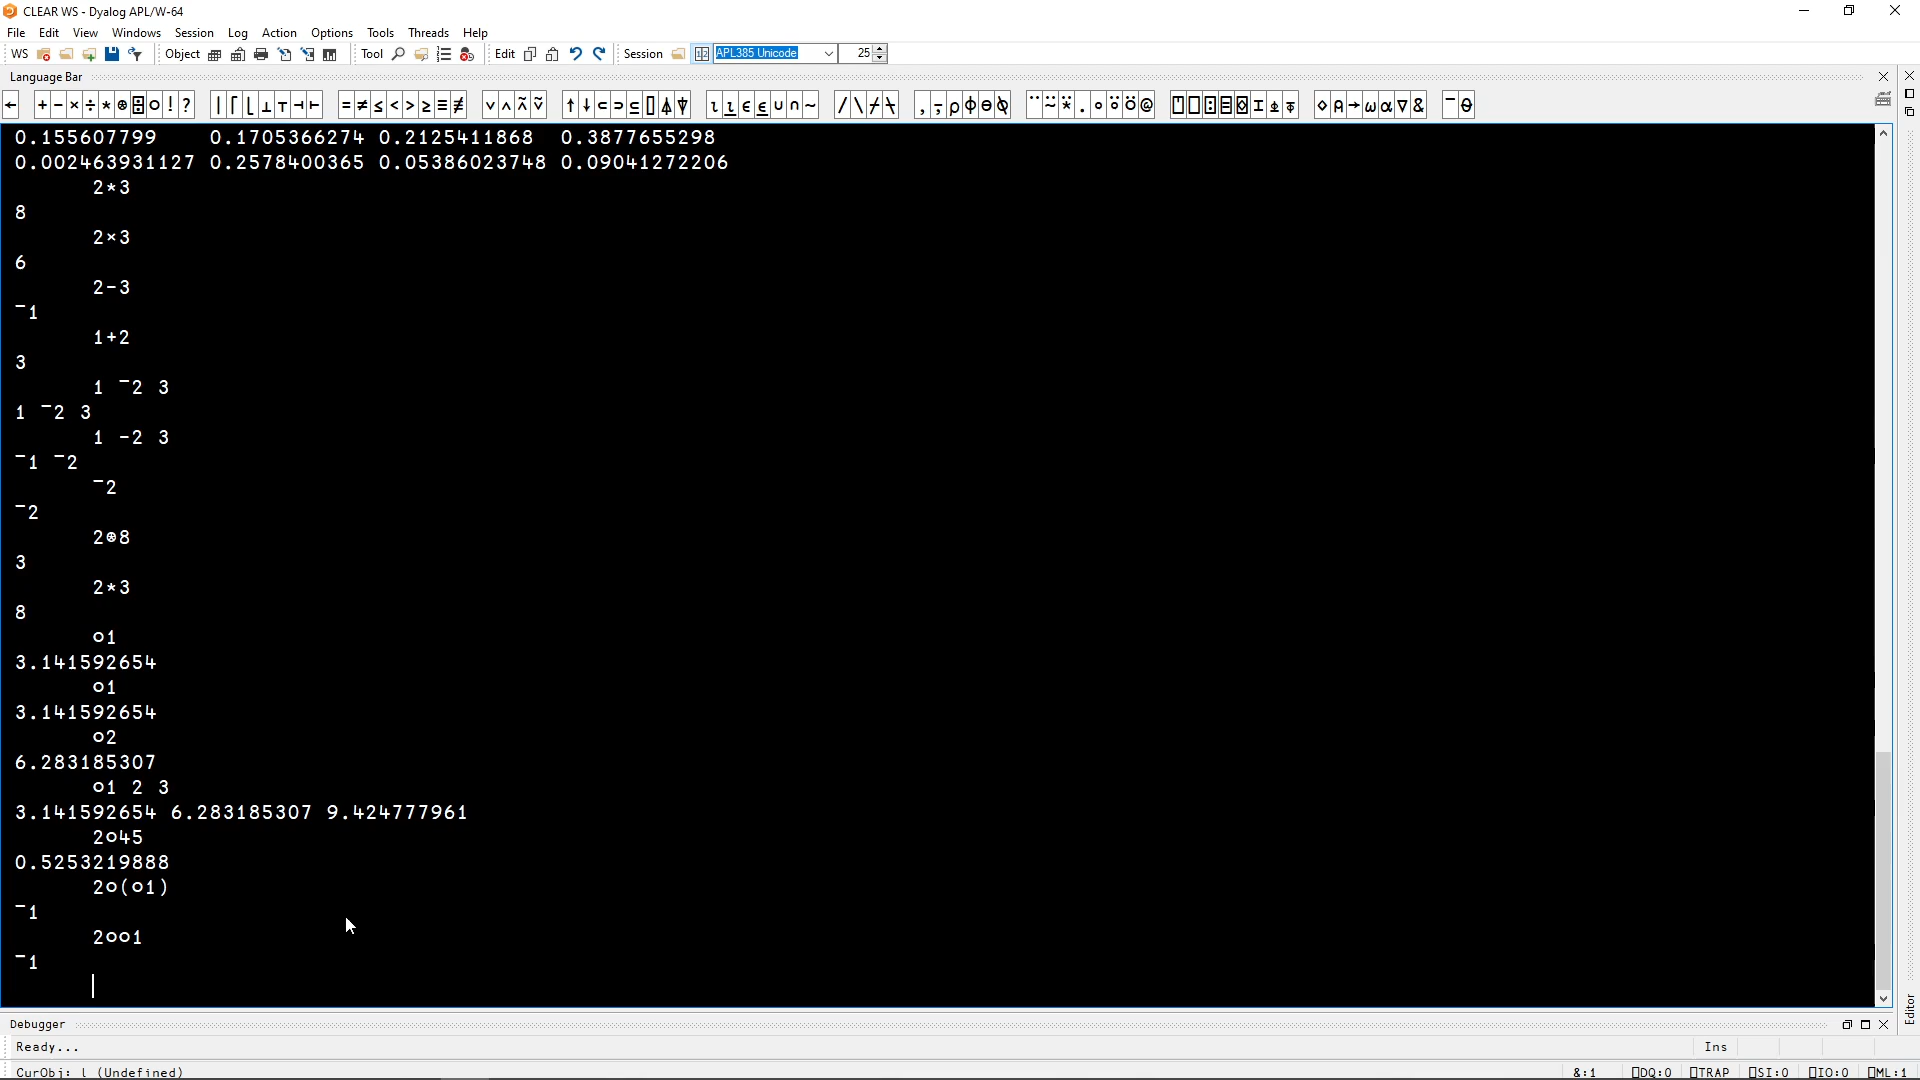 CLEAR WS - Dyalog APL/W-64
File Edit View Windows Session Log Action Options Tools Threads Help
WS Object Tool Edit Session APL385 Unicode 25
Language Bar
← + - × ÷ * ⍟ ⌹ ○ ! ? | ⌈ ⌊ ⊥ ⊤ ⊣ ⊢ = ≠ ≤ < > ≥ ≡ ≢ ∨ ∧ ⍲ ⍱ ↑ ↓ ⊂ ⊃ ⊆ ⌷ ⍋ ⍒ ⍳ ⍸ ∊ ⍷ ∪ ∩ ~ / \ ⌿ ⍀ , ⍪ ⍴ ⌽ ⊖ ⍉ ¨ ⍨ ⍣ . ∘ ⍤ ⍥ @ ⍞ ⎕ ⍠ ⌸ ⌺ ⌶ ⍎ ⍕ ⋄ ⍝ → ⍵ ⍺ ∇ & ¯ ⍬
0.155607799 0.1705366274 0.2125411868 0.3877655298
0.002463931127 0.2578400365 0.05386023748 0.09041272206
2*3
8
2×3
6
2-3
¯1
1+2
3
1 ¯2 3
1 ¯2 3
1 -2 3
¯1 ¯2
¯2
¯2
2⍟8
3
2*3
8
○1
3.141592654
○1
3.141592654
○2
6.283185307
○1 2 3
3.141592654 6.283185307 9.424777961
2○45
0.5253219888
2○(○1)
¯1
2○○1
¯1
Editor
Debugger
Ready... Ins
CurObj: l (Undefined) &:1 ⎕DQ:0 ⎕TRAP ⎕SI:0 ⎕IO:0 ⎕ML:1